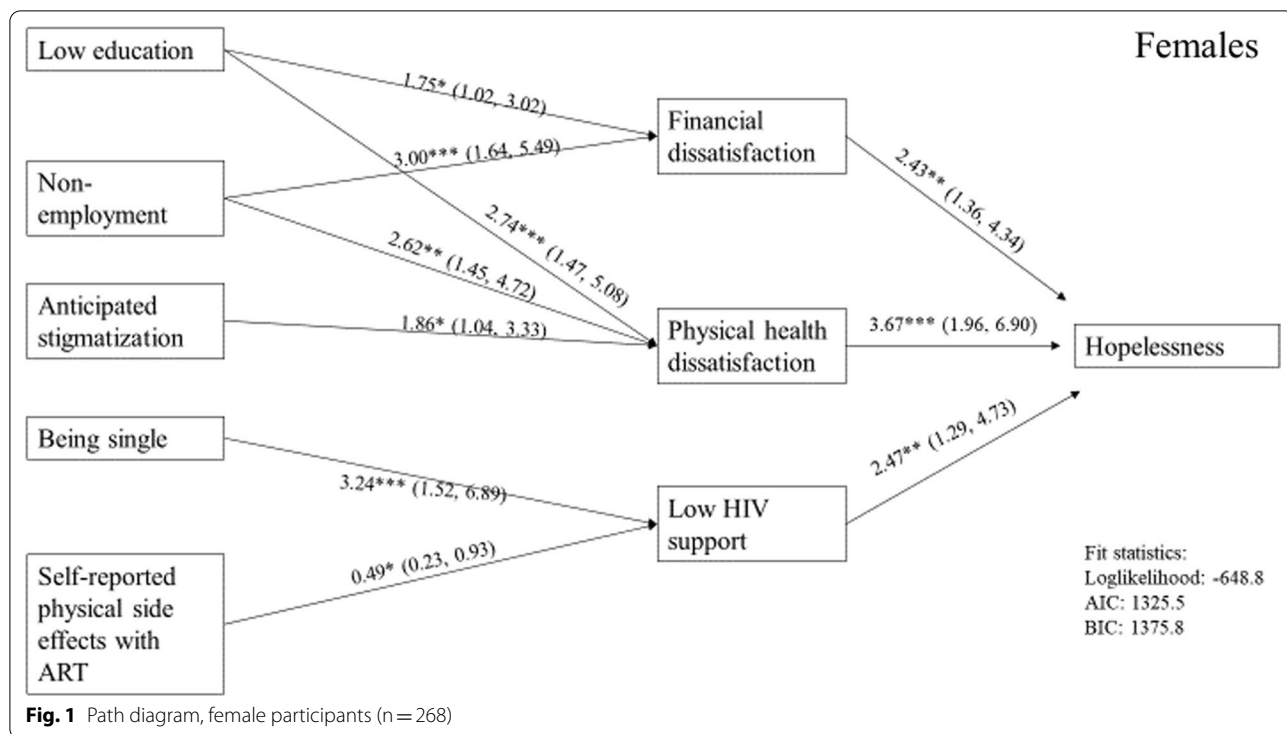 Females
Low education
1.75* (1.02, 3.02)
Financial
dissatisfaction
3.00*** (1.64, 5.49)
Non-
employment
2.43** (1.36, 4.34)
2.74*** (1.47, 5.08)
2.62** (1.45, 4.72)
Anticipated
stigmatization
1.86* (1.04, 3.33)
Physical health
dissatisfaction
3.67*** (1.96, 6.90)
Hopelessness
Being single
3.24*** (1.52, 6.89)
2.47** (1.29, 4.73)
Low HIV
support
0.49* (0.23, 0.93)
Self-reported
physical side
effects with
ART
Fit statistics:
Loglikelihood: -648.8
AIC: 1325.5
BIC: 1375.8
Fig. 1 Path diagram, female participants (n = 268)